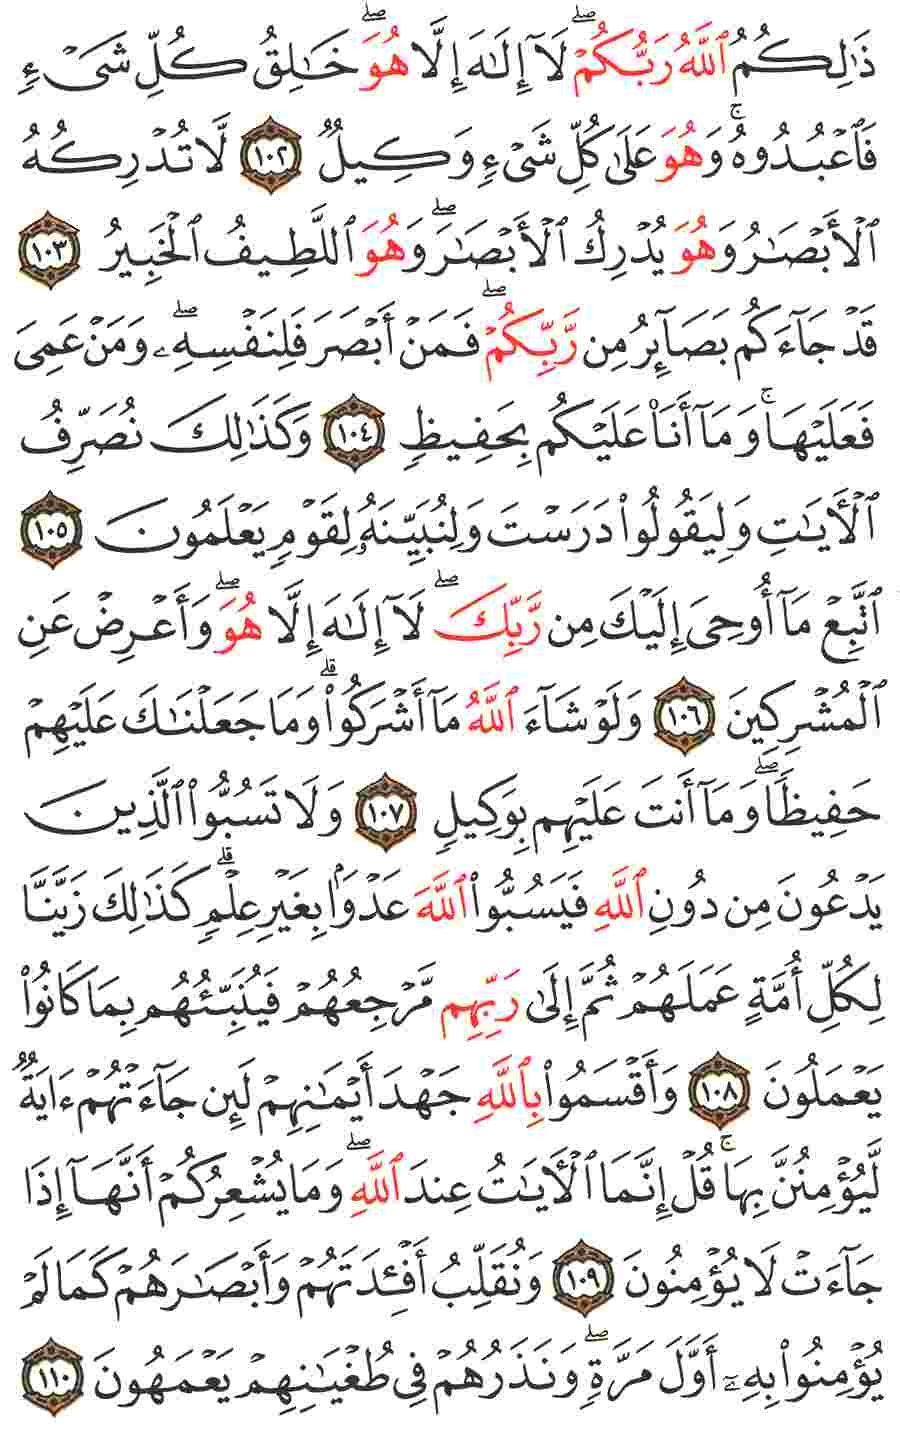 ذَٰلِكُمُ ٱللَّهُ رَبُّكُمْ ۖ لَآ إِلَٰهَ إِلَّا هُوَ ۖ خَٰلِقُ كُلِّ شَىْءٍ
فَٱعْبُدُوهُ ۚ وَهُوَ عَلَىٰ كُلِّ شَىْءٍ وَكِيلٌ ١٠٢ لَّا تُدْرِكُهُ
ٱلْأَبْصَٰرُ وَهُوَ يُدْرِكُ ٱلْأَبْصَٰرَ ۖ وَهُوَ ٱللَّطِيفُ ٱلْخَبِيرُ ١٠٣
قَدْ جَآءَكُم بَصَآئِرُ مِن رَّبِّكُمْ ۖ فَمَنْ أَبْصَرَ فَلِنَفْسِهِۦ ۖ وَمَنْ عَمِىَ
فَعَلَيْهَا ۚ وَمَآ أَنَا۠ عَلَيْكُم بِحَفِيظٍ ١٠٤ وَكَذَٰلِكَ نُصَرِّفُ
ٱلْـَٔايَٰتِ وَلِيَقُولُوا۟ دَرَسْتَ وَلِنُبَيِّنَهُۥ لِقَوْمٍ يَعْلَمُونَ ١٠٥
ٱتَّبِعْ مَآ أُوحِىَ إِلَيْكَ مِن رَّبِّكَ ۖ لَآ إِلَٰهَ إِلَّا هُوَ ۖ وَأَعْرِضْ عَنِ
ٱلْمُشْرِكِينَ ١٠٦ وَلَوْ شَآءَ ٱللَّهُ مَآ أَشْرَكُوا۟ ۗ وَمَا جَعَلْنَٰكَ عَلَيْهِمْ
حَفِيظًا ۖ وَمَآ أَنتَ عَلَيْهِم بِوَكِيلٍ ١٠٧ وَلَا تَسُبُّوا۟ ٱلَّذِينَ
يَدْعُونَ مِن دُونِ ٱللَّهِ فَيَسُبُّوا۟ ٱللَّهَ عَدْوًۢا بِغَيْرِ عِلْمٍ ۗ كَذَٰلِكَ زَيَّنَّا
لِكُلِّ أُمَّةٍ عَمَلَهُمْ ثُمَّ إِلَىٰ رَبِّهِم مَّرْجِعُهُمْ فَيُنَبِّئُهُم بِمَا كَانُوا۟
يَعْمَلُونَ ١٠٨ وَأَقْسَمُوا۟ بِٱللَّهِ جَهْدَ أَيْمَٰنِهِمْ لَئِن جَآءَتْهُمْ ءَايَةٌ
لَّيُؤْمِنُنَّ بِهَا ۚ قُلْ إِنَّمَا ٱلْـَٔايَٰتُ عِندَ ٱللَّهِ ۖ وَمَا يُشْعِرُكُمْ أَنَّهَآ إِذَا
جَآءَتْ لَا يُؤْمِنُونَ ١٠٩ وَنُقَلِّبُ أَفْـِٔدَتَهُمْ وَأَبْصَٰرَهُمْ كَمَا لَمْ
يُؤْمِنُوا۟ بِهِۦٓ أَوَّلَ مَرَّةٍ ۖ وَنَذَرُهُمْ فِى طُغْيَٰنِهِمْ يَعْمَهُونَ ١١٠